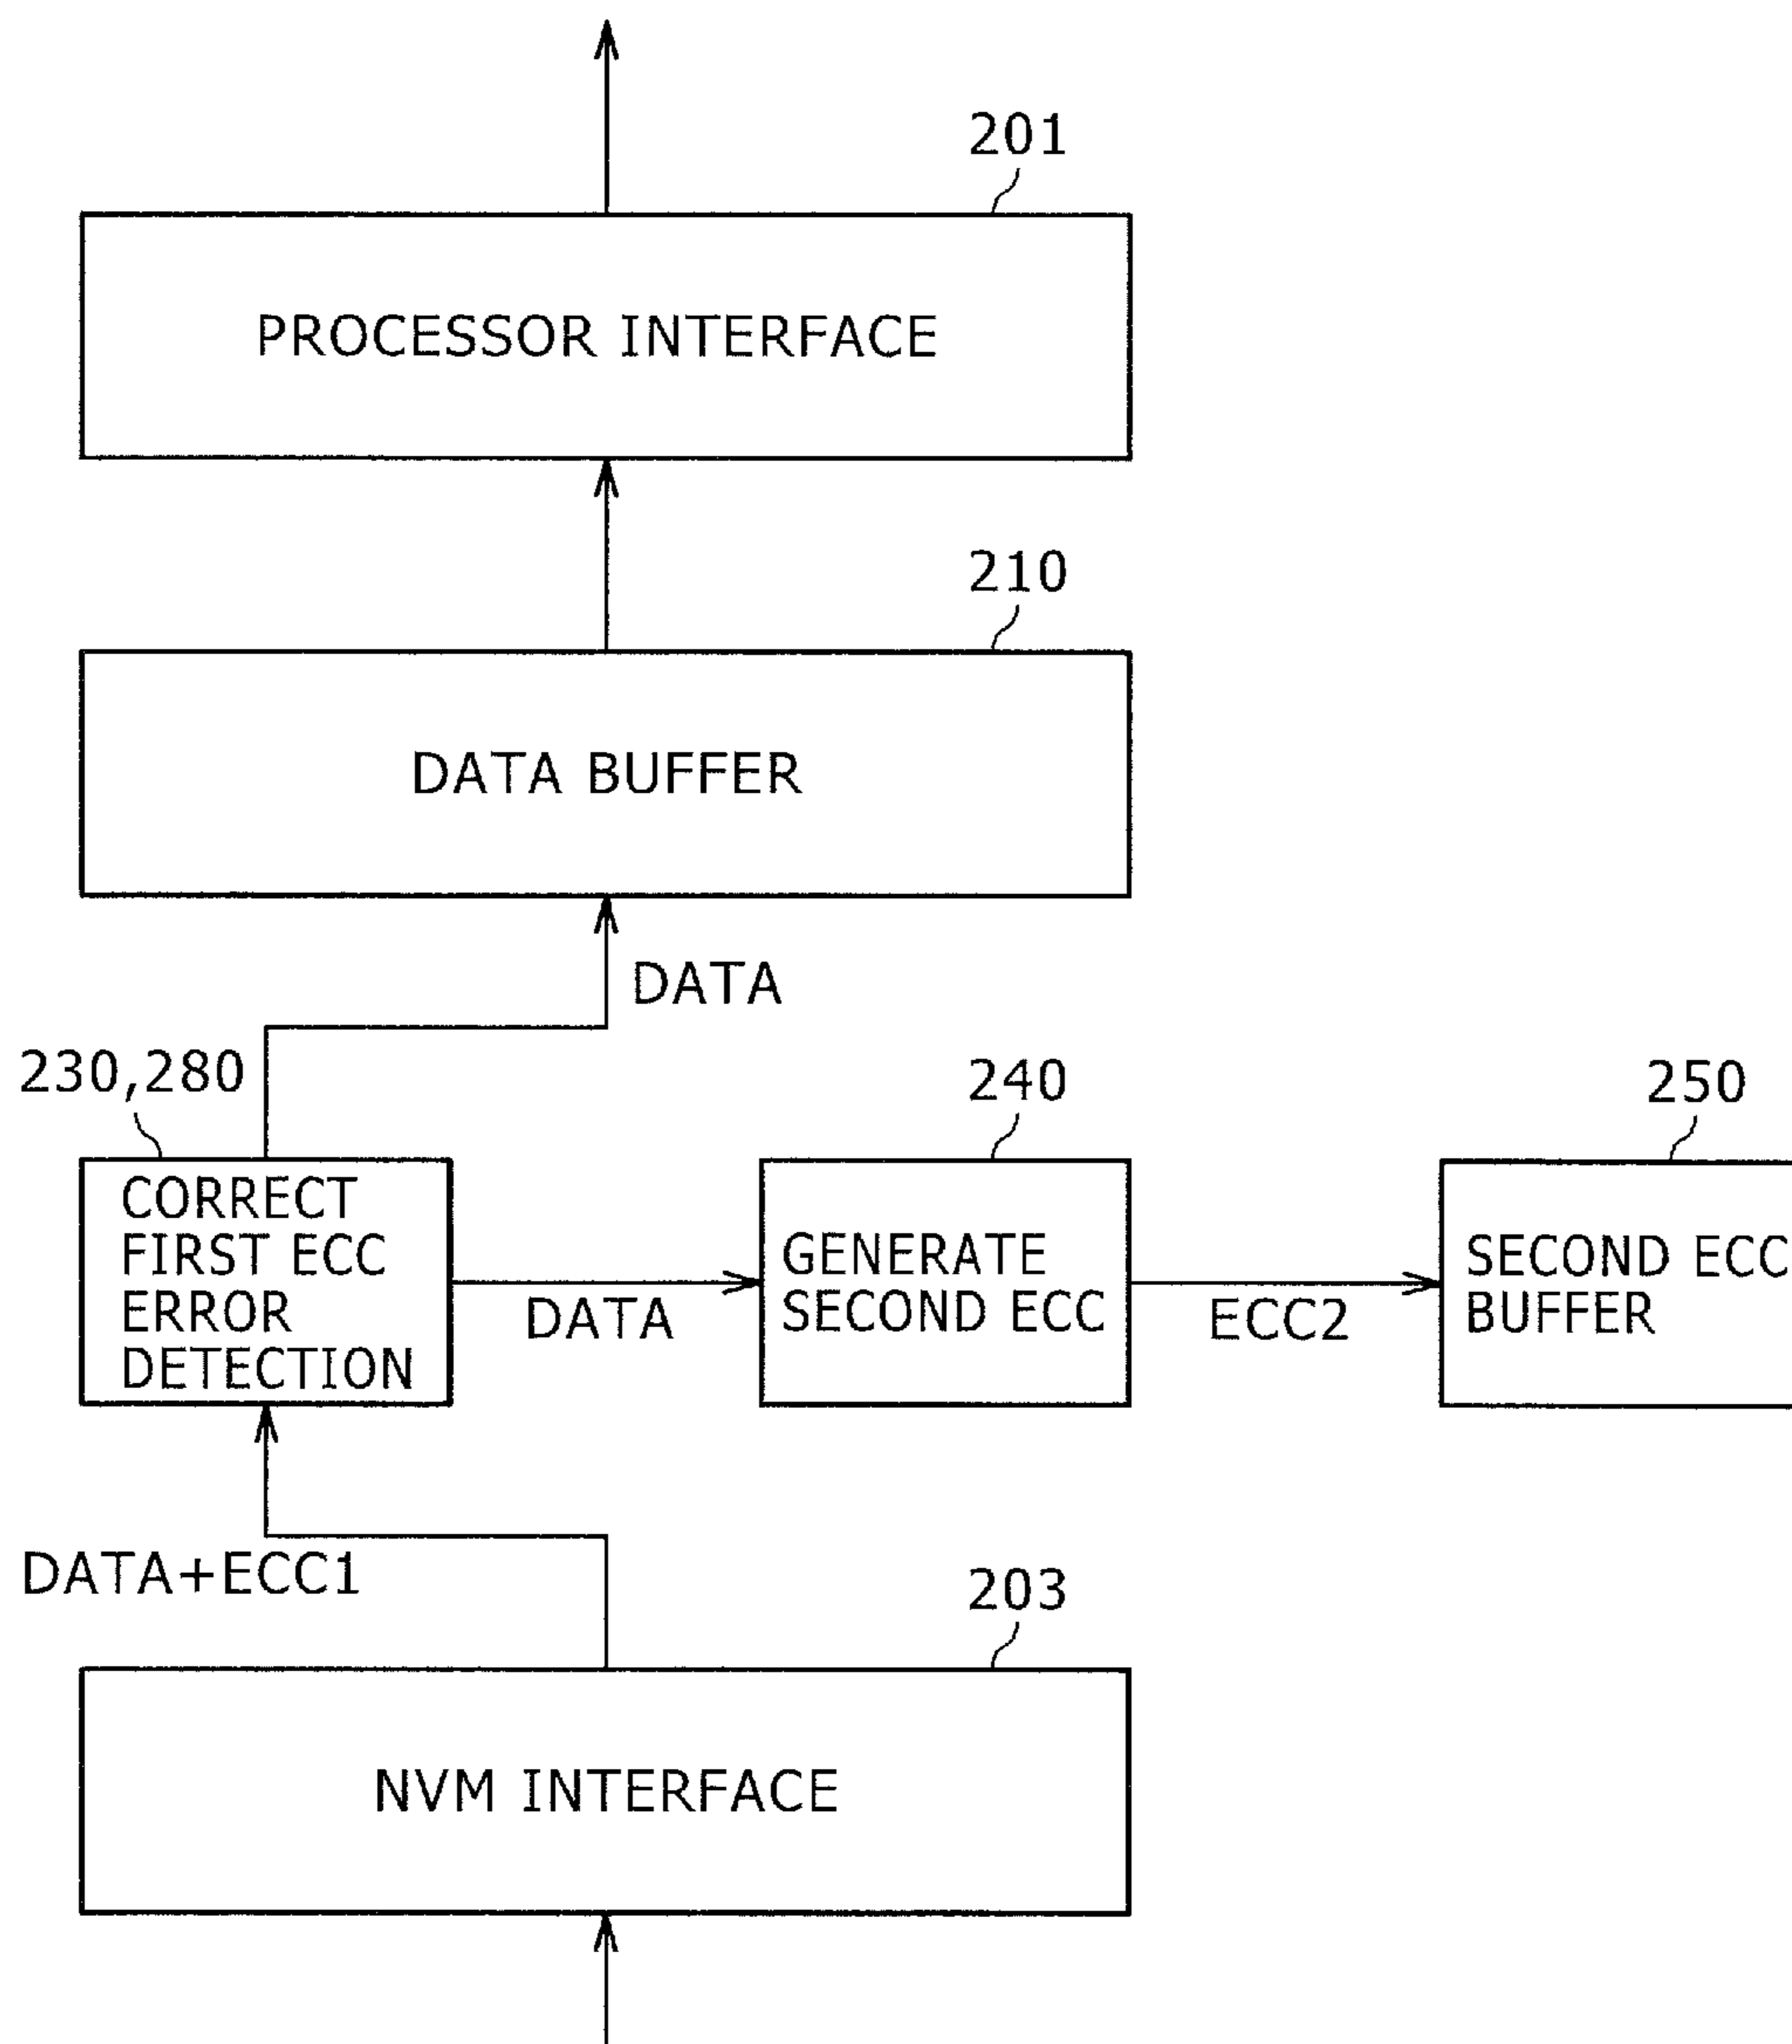 201
PROCESSOR INTERFACE
210
DATA BUFFER
DATA
230,280
240
250
CORRECT
FIRST ECC
ERROR
DETECTION
DATA
GENERATE
SECOND ECC
ECC2
SECOND ECC
BUFFER
DATA+ECC1
203
NVM INTERFACE